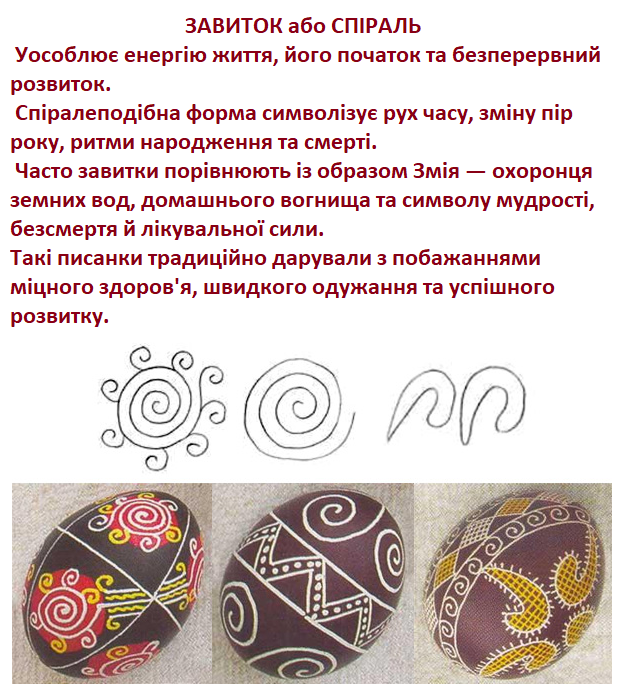 ЗАВИТОК або СПІРАЛЬ
Уособлює енергію життя, його початок та безперервний
розвиток.
Спіралеподібна форма символізує рух часу, зміну пір
року, ритми народження та смерті.
Часто завитки порівнюють із образом Змія — охоронця
земних вод, домашнього вогнища та символу мудрості,
безсмертя й лікувальної сили.
Такі писанки традиційно дарували з побажаннями
міцного здоров'я, швидкого одужання та успішного
розвитку.